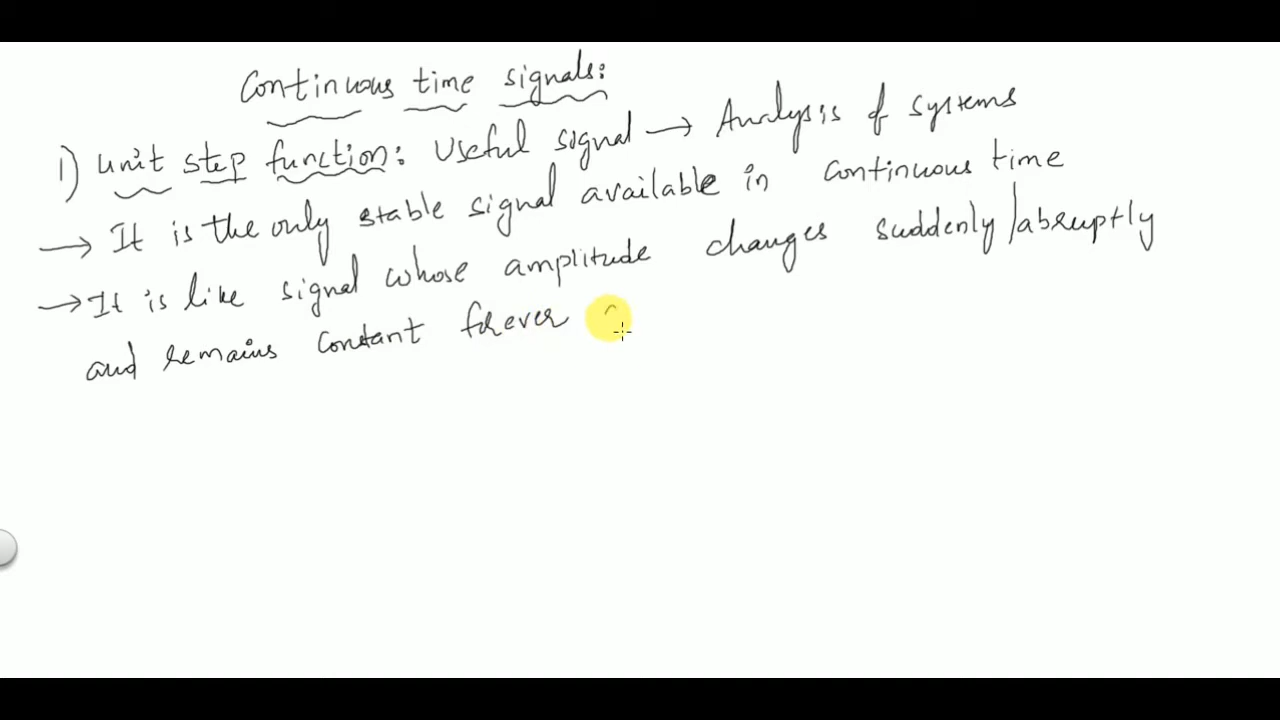 Continuous time signals:
1) Unit step function: Useful signal → Analysis of systems
→ It is the only stable signal available in continuous time
→ It is like signal whose amplitude changes suddenly/abruptly
and remains constant forever